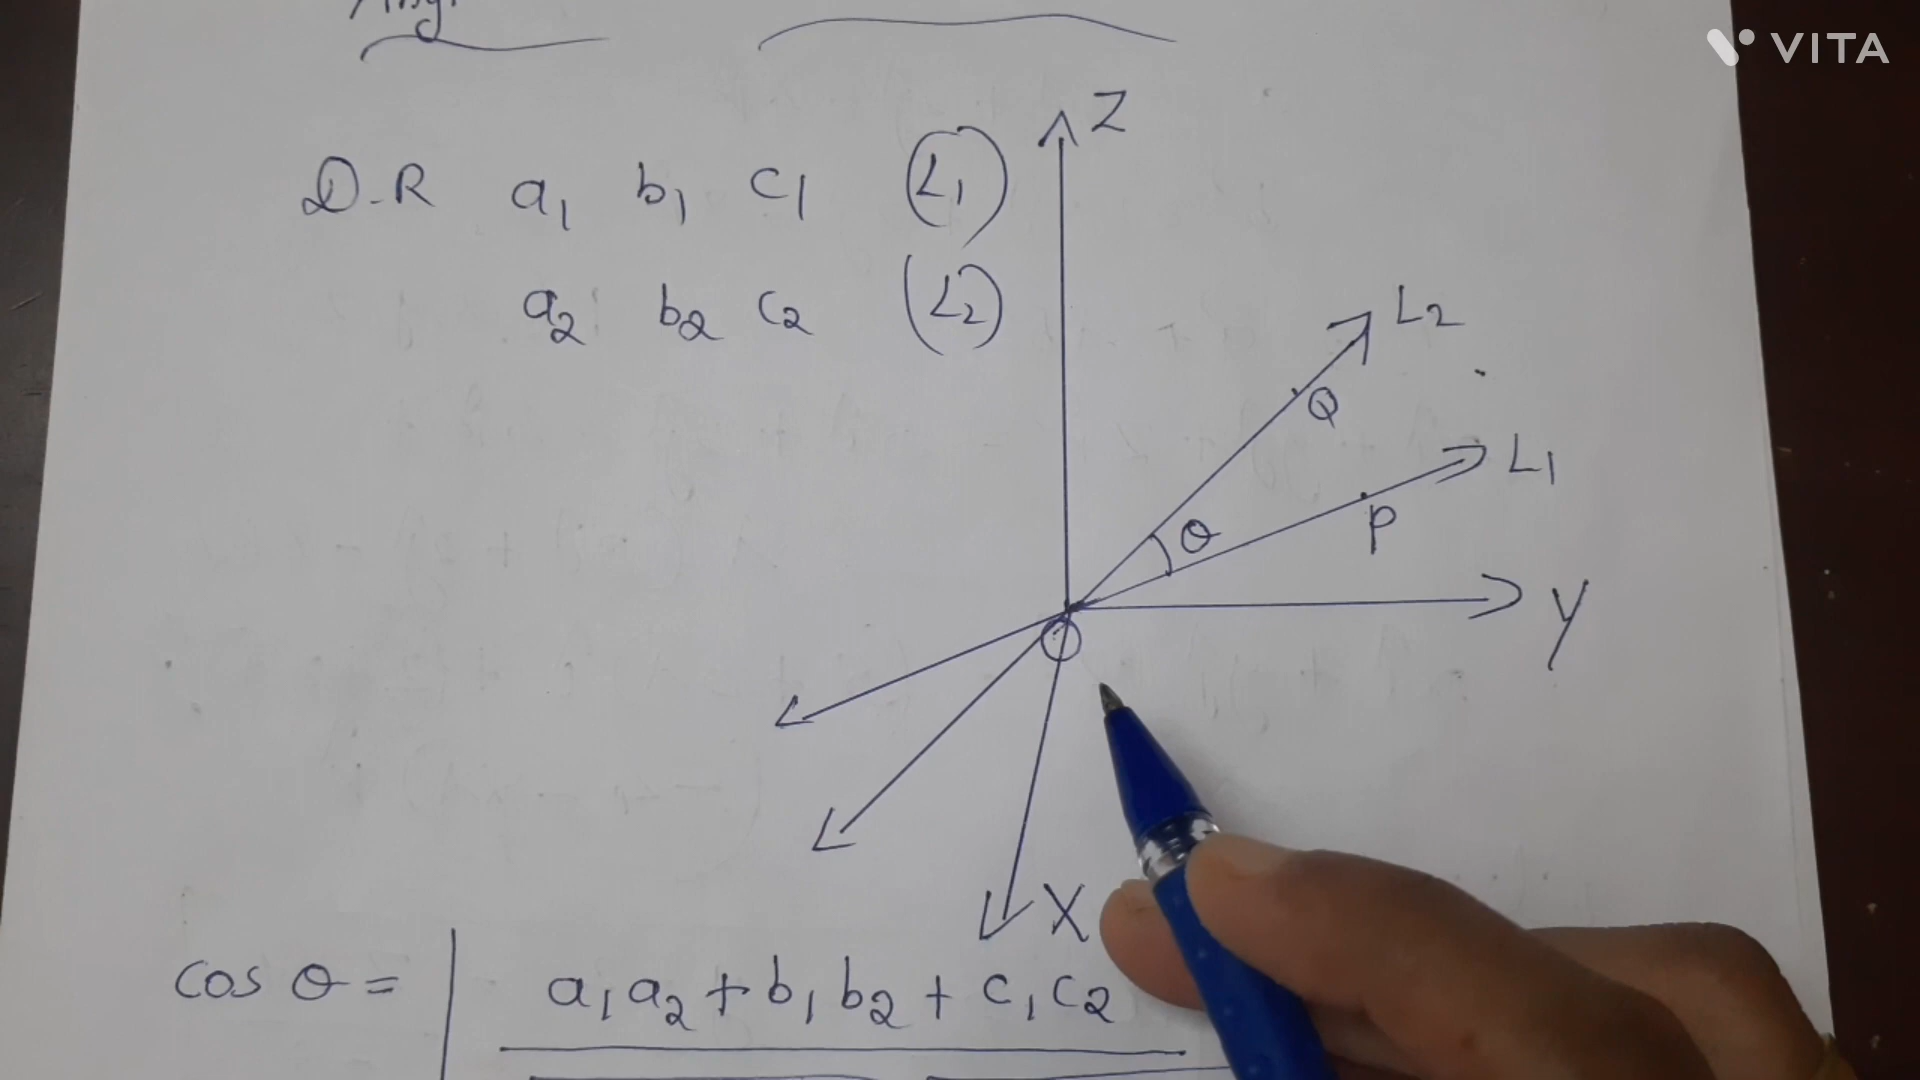 VITA
Z
D.R a₁ b₁ c₁ (L₁)
a₂ b₂ c₂ (L₂)
L₂
Q
L₁
P
θ
Y
O
X
cos θ = | a₁a₂ + b₁b₂ + c₁c₂